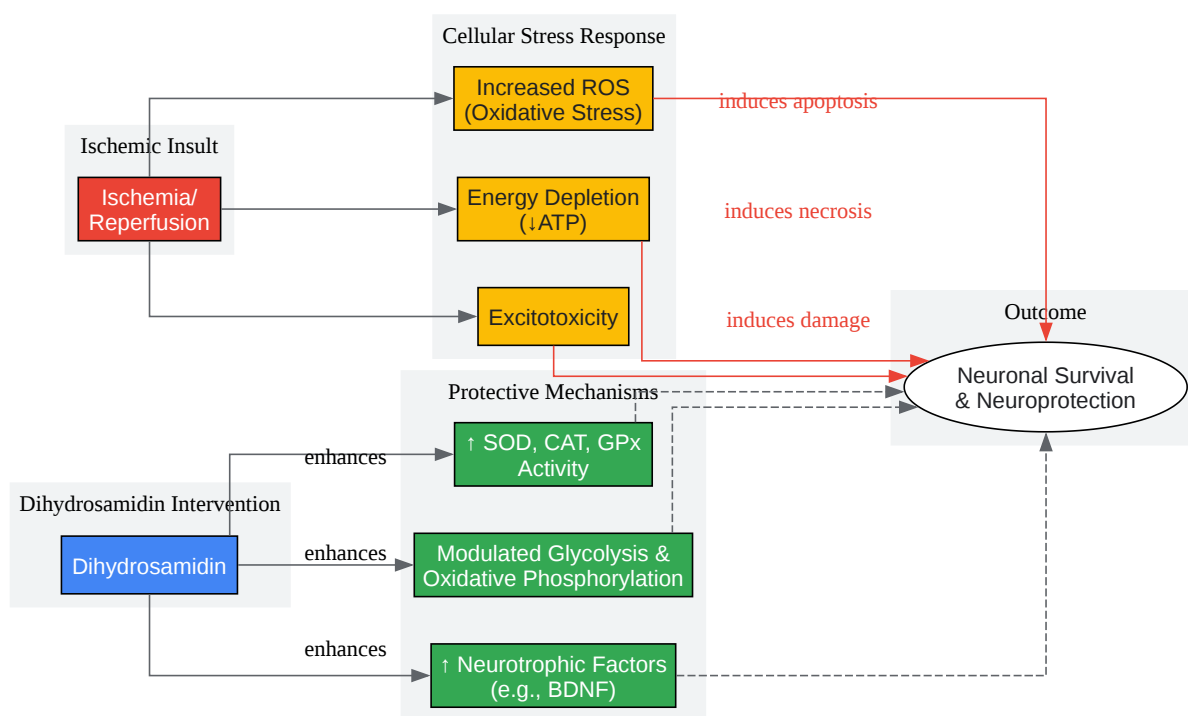 Cellular Stress Response
Increased ROS
(Oxidative Stress)
induces apoptosis
Ischemic Insult
Ischemia/
Reperfusion
Energy Depletion
(↓ATP)
induces necrosis
Excitotoxicity
induces damage
Outcome
Neuronal Survival
& Neuroprotection
Protective Mechanisms
↑ SOD, CAT, GPx
Activity
enhances
Dihydrosamidin Intervention
Dihydrosamidin
enhances
Modulated Glycolysis &
Oxidative Phosphorylation
enhances
↑ Neurotrophic Factors
(e.g., BDNF)